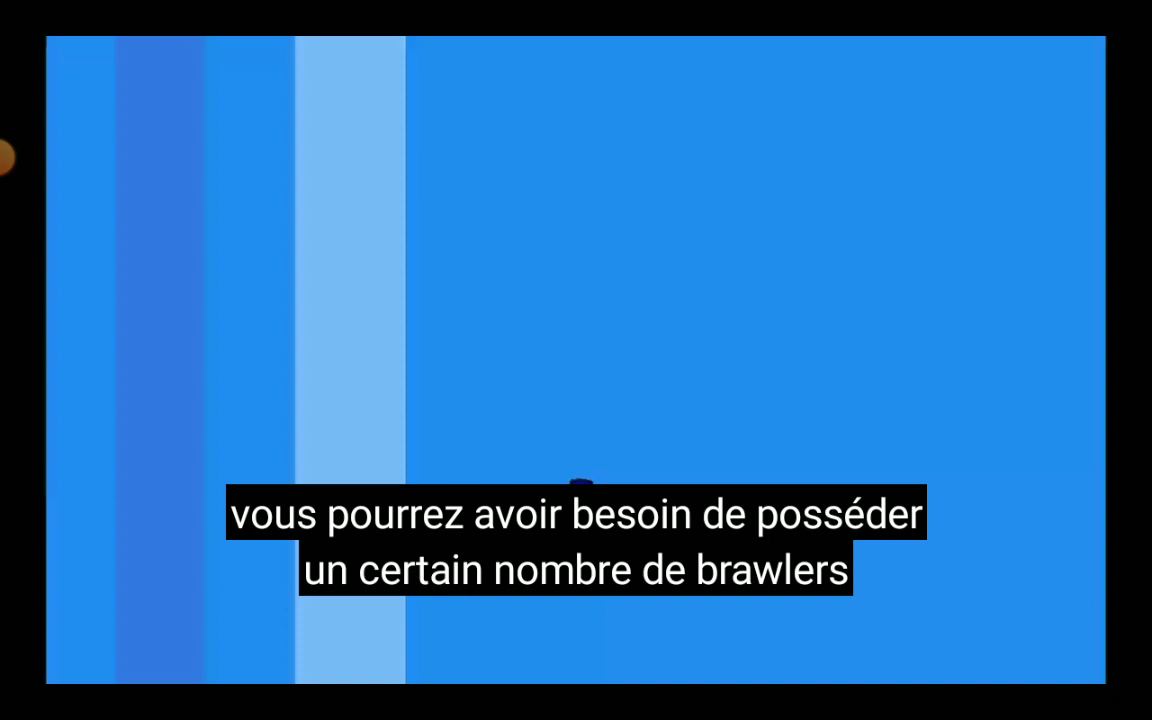 vous pourrez avoir besoin de posséder
un certain nombre de brawlers